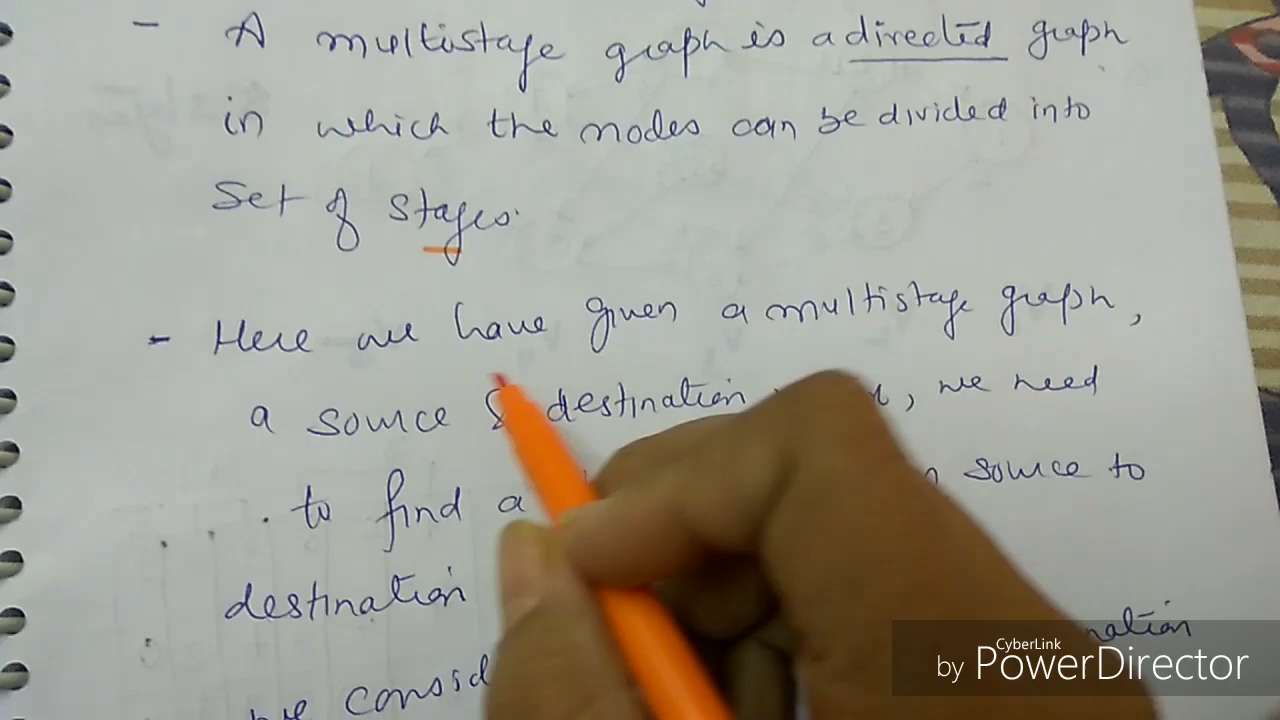 - A multistage graph is a directed graph
in which the nodes can be divided into
Set of stages.
- Here we have given a multistage graph,
a source & destination , we need
to find a source to
destination
CyberLink
by PowerDirector